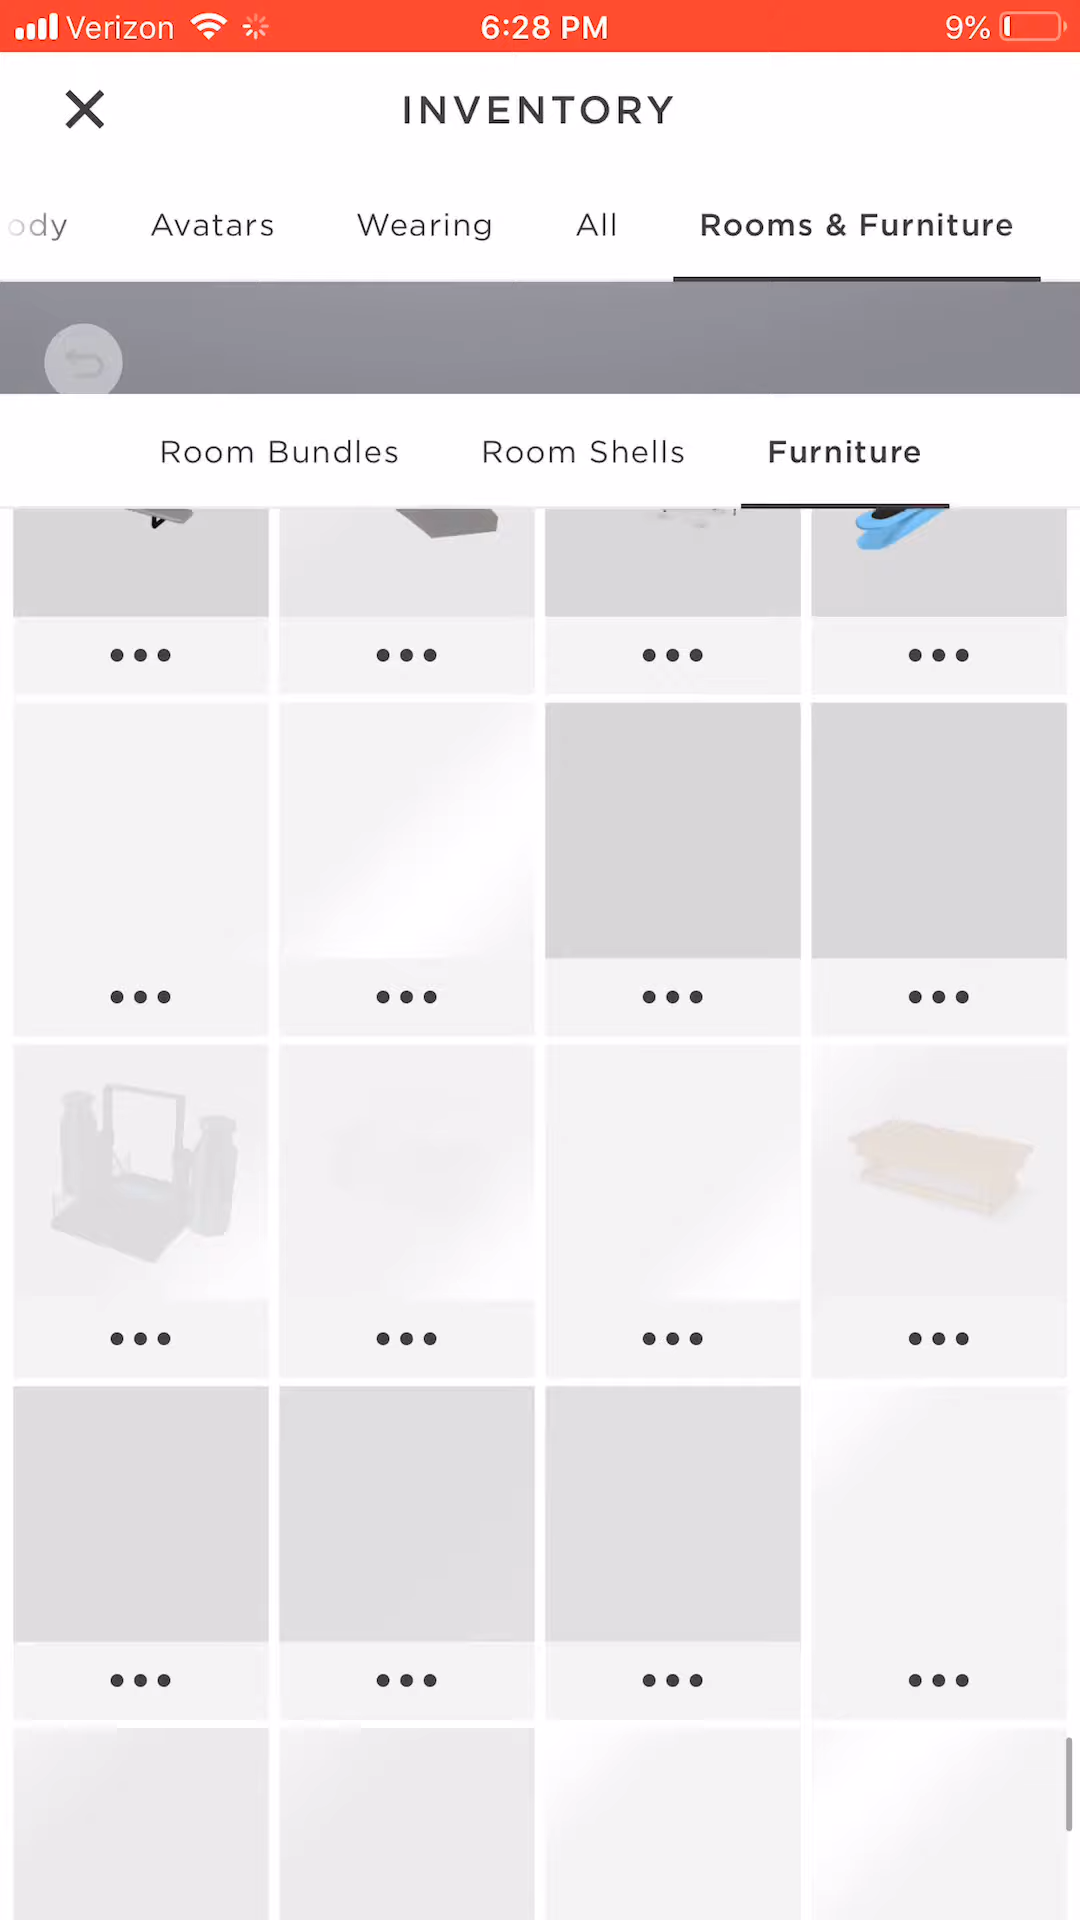 Verizon 6:28 PM 9%
INVENTORY
ody Avatars Wearing All Rooms & Furniture
Room Bundles Room Shells Furniture